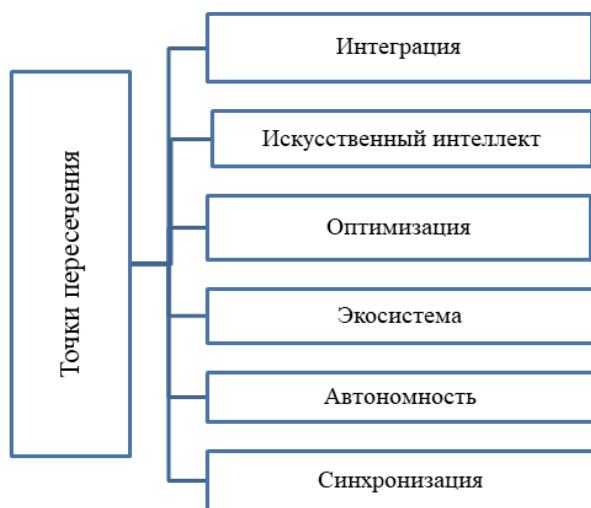 Точки пересечения
Интеграция
Искусственный интеллект
Оптимизация
Экосистема
Автономность
Синхронизация